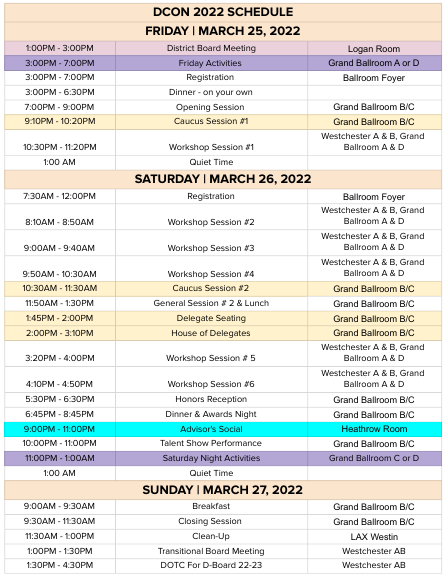 DCON 2022 SCHEDULE
FRIDAY | MARCH 25, 2022
1:00PM - 3:00PM District Board Meeting Logan Room
3:00PM - 7:00PM Friday Activities Grand Ballroom A or D
3:00PM - 7:00PM Registration Ballroom Foyer
3:00PM - 6:30PM Dinner - on your own
7:00PM - 9:00PM Opening Session Grand Ballroom B/C
9:10PM - 10:20PM Caucus Session #1 Grand Ballroom B/C
Westchester A & B, Grand
10:30PM - 11:20PM Workshop Session #1 Ballroom A & D
1:00 AM Quiet Time
SATURDAY | MARCH 26, 2022
7:30AM - 12:00PM Registration Ballroom Foyer
Westchester A & B, Grand
8:10AM - 8:50AM Workshop Session #2 Ballroom A & D
Westchester A & B, Grand
9:00AM - 9:40AM Workshop Session #3 Ballroom A & D
Westchester A & B, Grand
9:50AM - 10:30AM Workshop Session #4 Ballroom A & D
10:30AM - 11:30AM Caucus Session #2 Grand Ballroom B/C
11:50AM - 1:30PM General Session # 2 & Lunch Grand Ballroom B/C
1:45PM - 2:00PM Delegate Seating Grand Ballroom B/C
2:00PM - 3:10PM House of Delegates Grand Ballroom B/C
Westchester A & B, Grand
3:20PM - 4:00PM Workshop Session # 5 Ballroom A & D
Westchester A & B, Grand
4:10PM - 4:50PM Workshop Session #6 Ballroom A & D
5:30PM - 6:30PM Honors Reception Grand Ballroom B/C
6:45PM - 8:45PM Dinner & Awards Night Grand Ballroom B/C
9:00PM - 11:00PM Advisor's Social Heathrow Room
10:00PM - 11:00PM Talent Show Performance Grand Ballroom B/C
11:00PM - 1:00AM Saturday Night Activities Grand Ballroom C or D
1:00 AM Quiet Time
SUNDAY | MARCH 27, 2022
9:00AM - 9:30AM Breakfast Grand Ballroom B/C
9:30AM - 11:30AM Closing Session Grand Ballroom B/C
11:30AM - 1:00PM Clean-Up LAX Westin
1:00PM - 1:30PM Transitional Board Meeting Westchester AB
1:30PM - 4:30PM DOTC For D-Board 22-23 Westchester AB